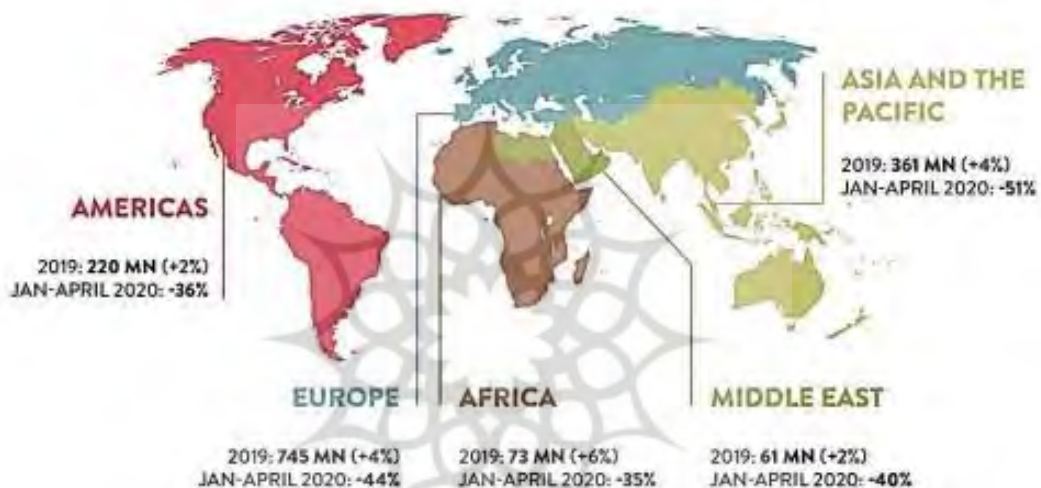 ASIA AND THE
PACIFIC
2019: 361 MN (+4%)
JAN-APRIL 2020: -51%
AMERICAS
2019: 220 MN (+2%)
JAN-APRIL 2020: -36%
EUROPE
2019: 745 MN (+4%)
JAN-APRIL 2020: -44%
AFRICA
2019: 73 MN (+6%)
JAN-APRIL 2020: -35%
MIDDLE EAST
2019: 61 MN (+2%)
JAN-APRIL 2020: -40%